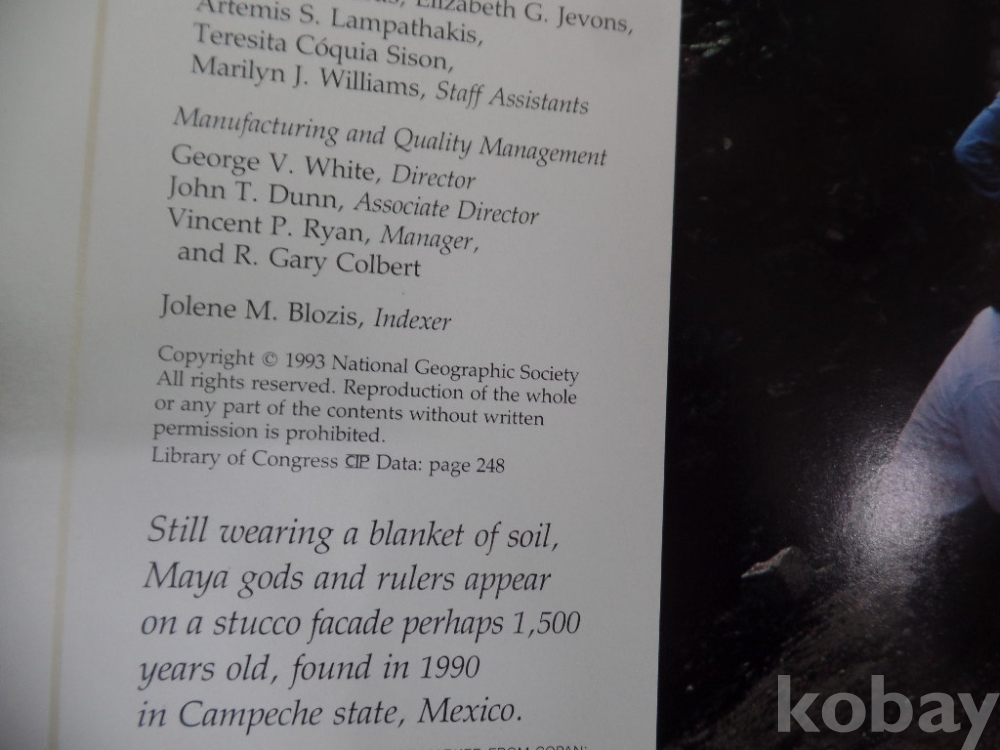 Elizabeth G. Jevons,
Artemis S. Lampathakis,
Teresita Cóquia Sison,
Marilyn J. Williams, Staff Assistants
Manufacturing and Quality Management
George V. White, Director
John T. Dunn, Associate Director
Vincent P. Ryan, Manager,
and R. Gary Colbert
Jolene M. Blozis, Indexer
Copyright © 1993 National Geographic Society
All rights reserved. Reproduction of the whole
or any part of the contents without written
permission is prohibited.
Library of Congress CIP Data: page 248
Still wearing a blanket of soil,
Maya gods and rulers appear
on a stucco facade perhaps 1,500
years old, found in 1990
in Campeche state, Mexico.
FROM COPAN:
kobay